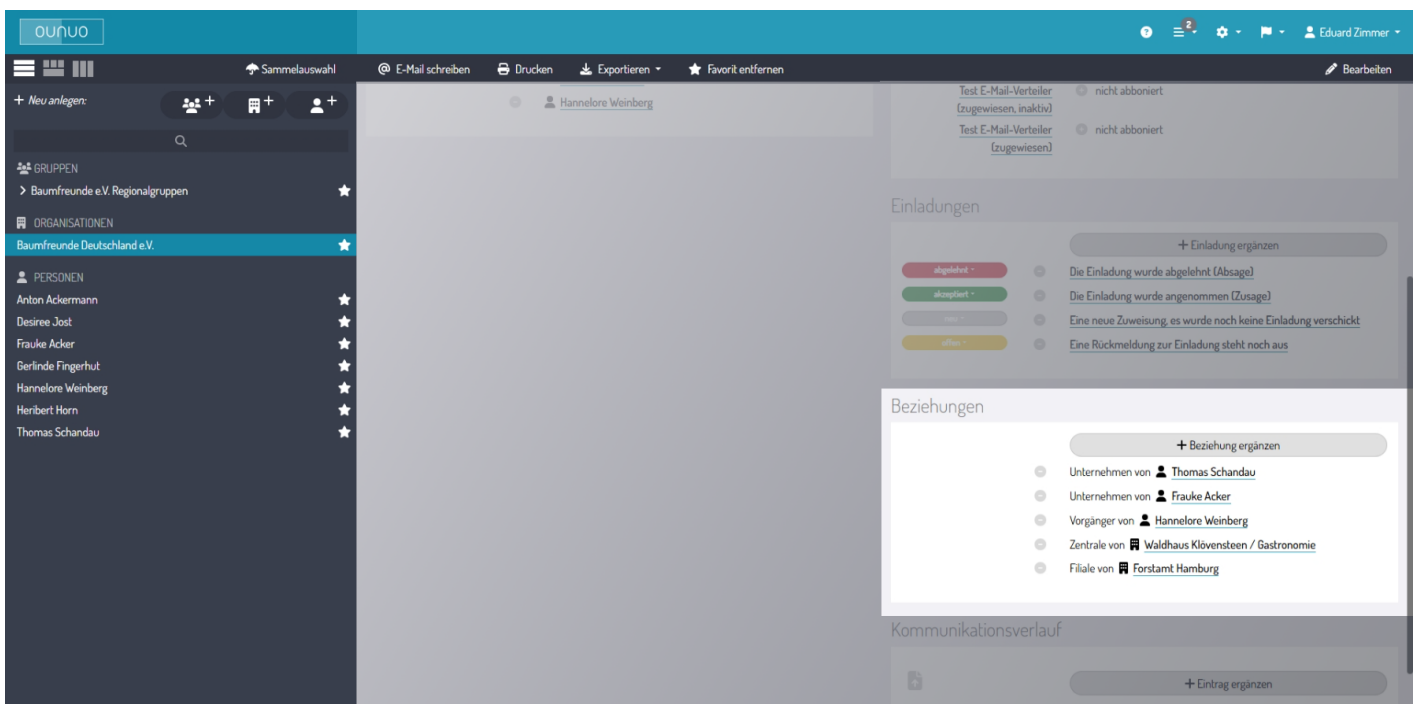 ounuo
2
Eduard Zimmer
Sammelauswahl
E-Mail schreiben
Drucken
Exportieren
Favorit entfernen
Bearbeiten
+ Neu anlegen:
+
+
+
GRUPPEN
Baumfreunde e.V. Regionalgruppen
ORGANISATIONEN
Baumfreunde Deutschland e.V.
PERSONEN
Anton Ackermann
Desiree Jost
Frauke Acker
Gerlinde Fingerhut
Hannelore Weinberg
Heribert Horn
Thomas Schandau
Hannelore Weinberg
Test E-Mail-Verteiler nicht abboniert
(zugewiesen, inaktiv)
Test E-Mail-Verteiler nicht abboniert
(zugewiesen)
Einladungen
+ Einladung ergänzen
abgelehnt Die Einladung wurde abgelehnt (Absage)
akzeptiert Die Einladung wurde angenommen (Zusage)
neu Eine neue Zuweisung, es wurde noch keine Einladung verschickt
offen Eine Rückmeldung zur Einladung steht noch aus
Beziehungen
+ Beziehung ergänzen
Unternehmen von Thomas Schandau
Unternehmen von Frauke Acker
Vorgänger von Hannelore Weinberg
Zentrale von Waldhaus Klövensteen / Gastronomie
Filiale von Forstamt Hamburg
Kommunikationsverlauf
+ Eintrag ergänzen